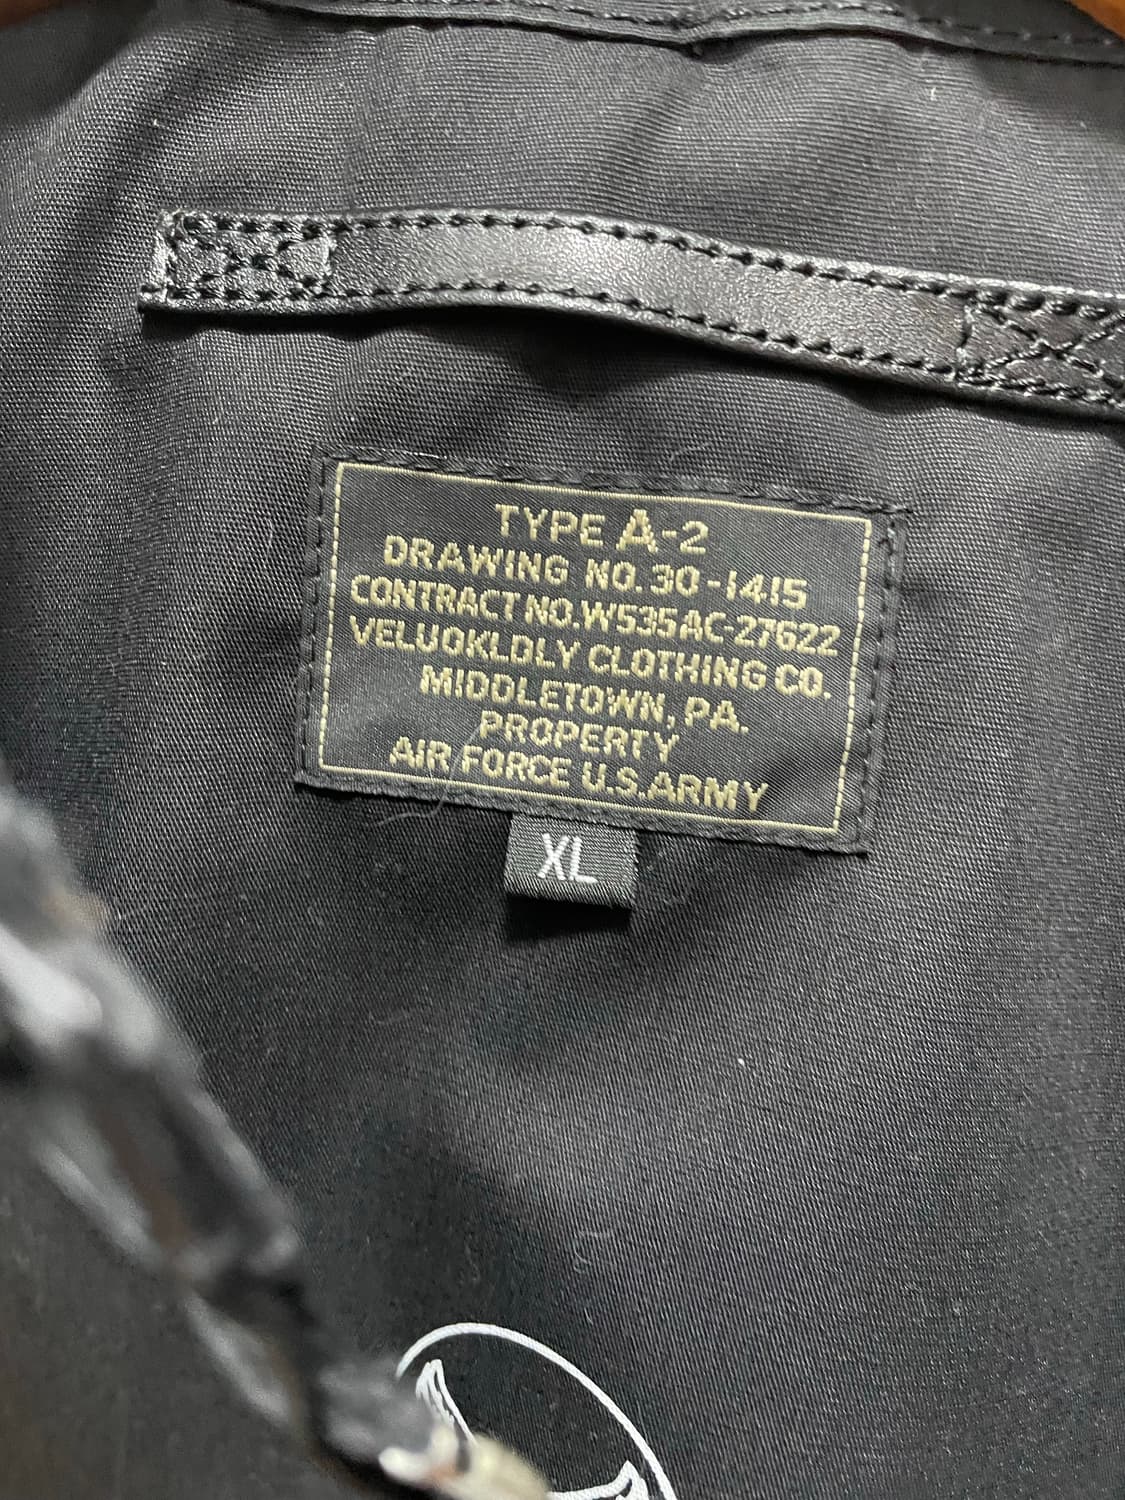 TYPE A-2
DRAWING NO.30-1415
CONTRACT NO.W535AC-27622
VELUOKLDLY CLOTHING CO.
MIDDLETOWN, PA.
PROPERTY
AIR FORCE U.S.ARMY
XL